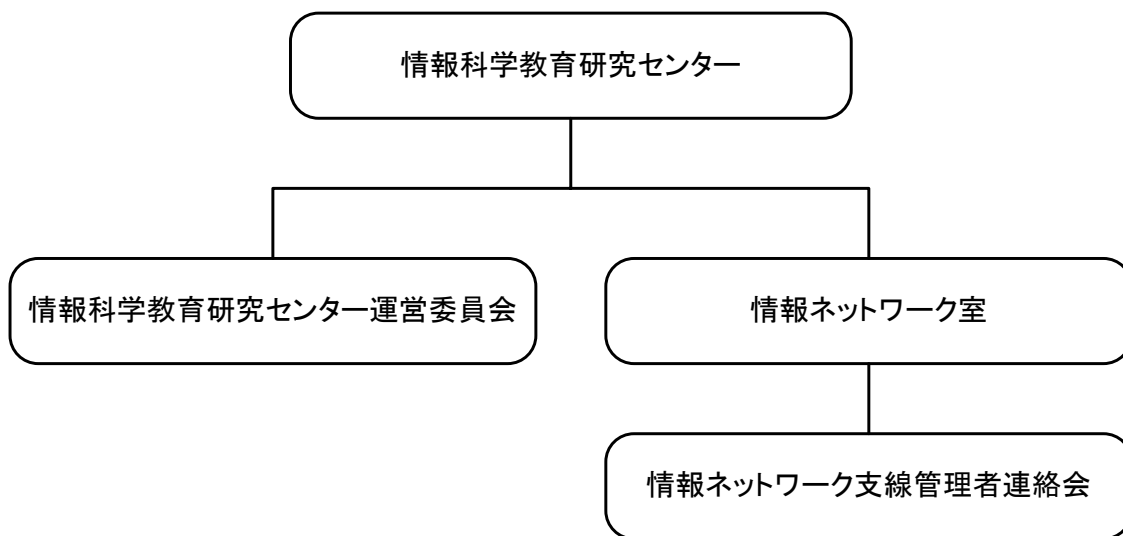 情報科学教育研究センター
情報科学教育研究センター運営委員会
情報ネットワーク室
情報ネットワーク支線管理者連絡会